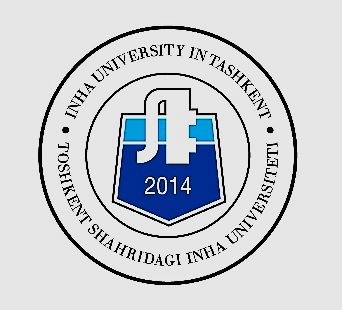 INHA UNIVERSITY IN TASHKENT
2014
TOSHKENT SHAHRIDAGI INHA UNIVERSITETI